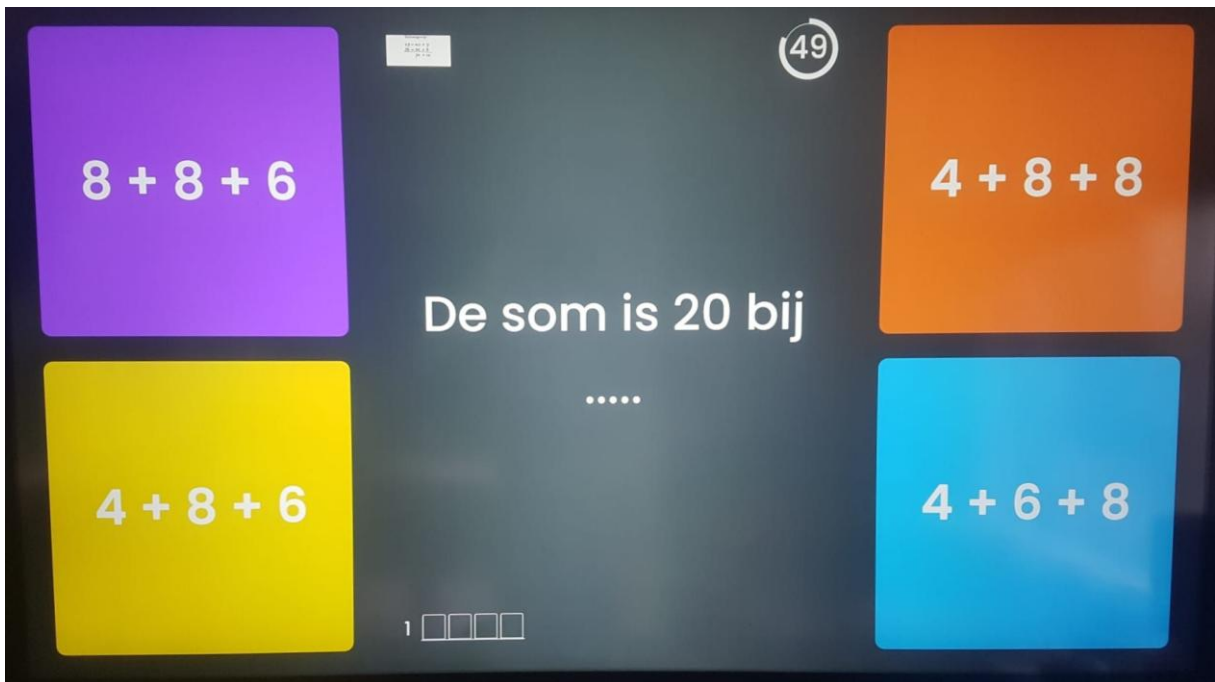 8 + 8 + 6
49
4 + 8 + 8
De som is 20 bij
.....
4 + 8 + 6
4 + 6 + 8
1